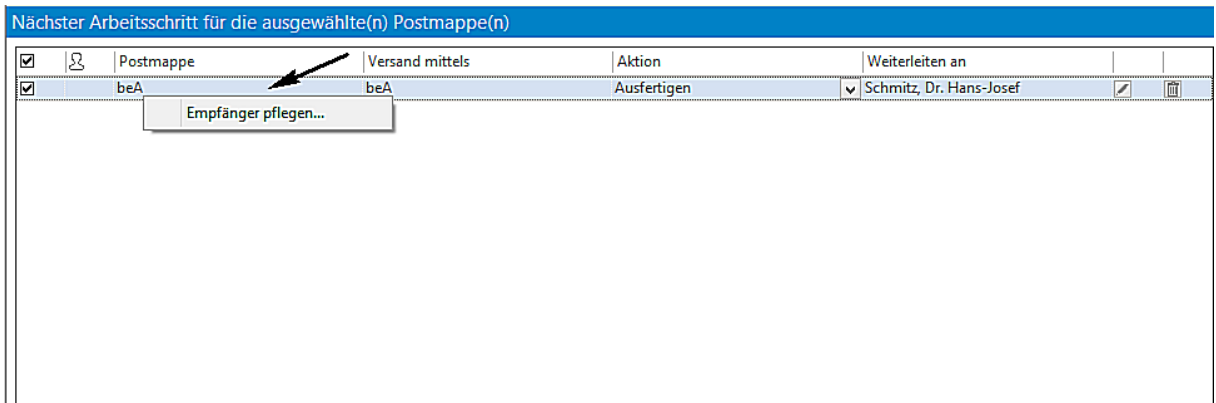 Nächster Arbeitsschritt für die ausgewählte(n) Postmappe(n)
Postmappe Versand mittels Aktion Weiterleiten an
beA beA Ausfertigen Schmitz, Dr. Hans-Josef
Empfänger pflegen...